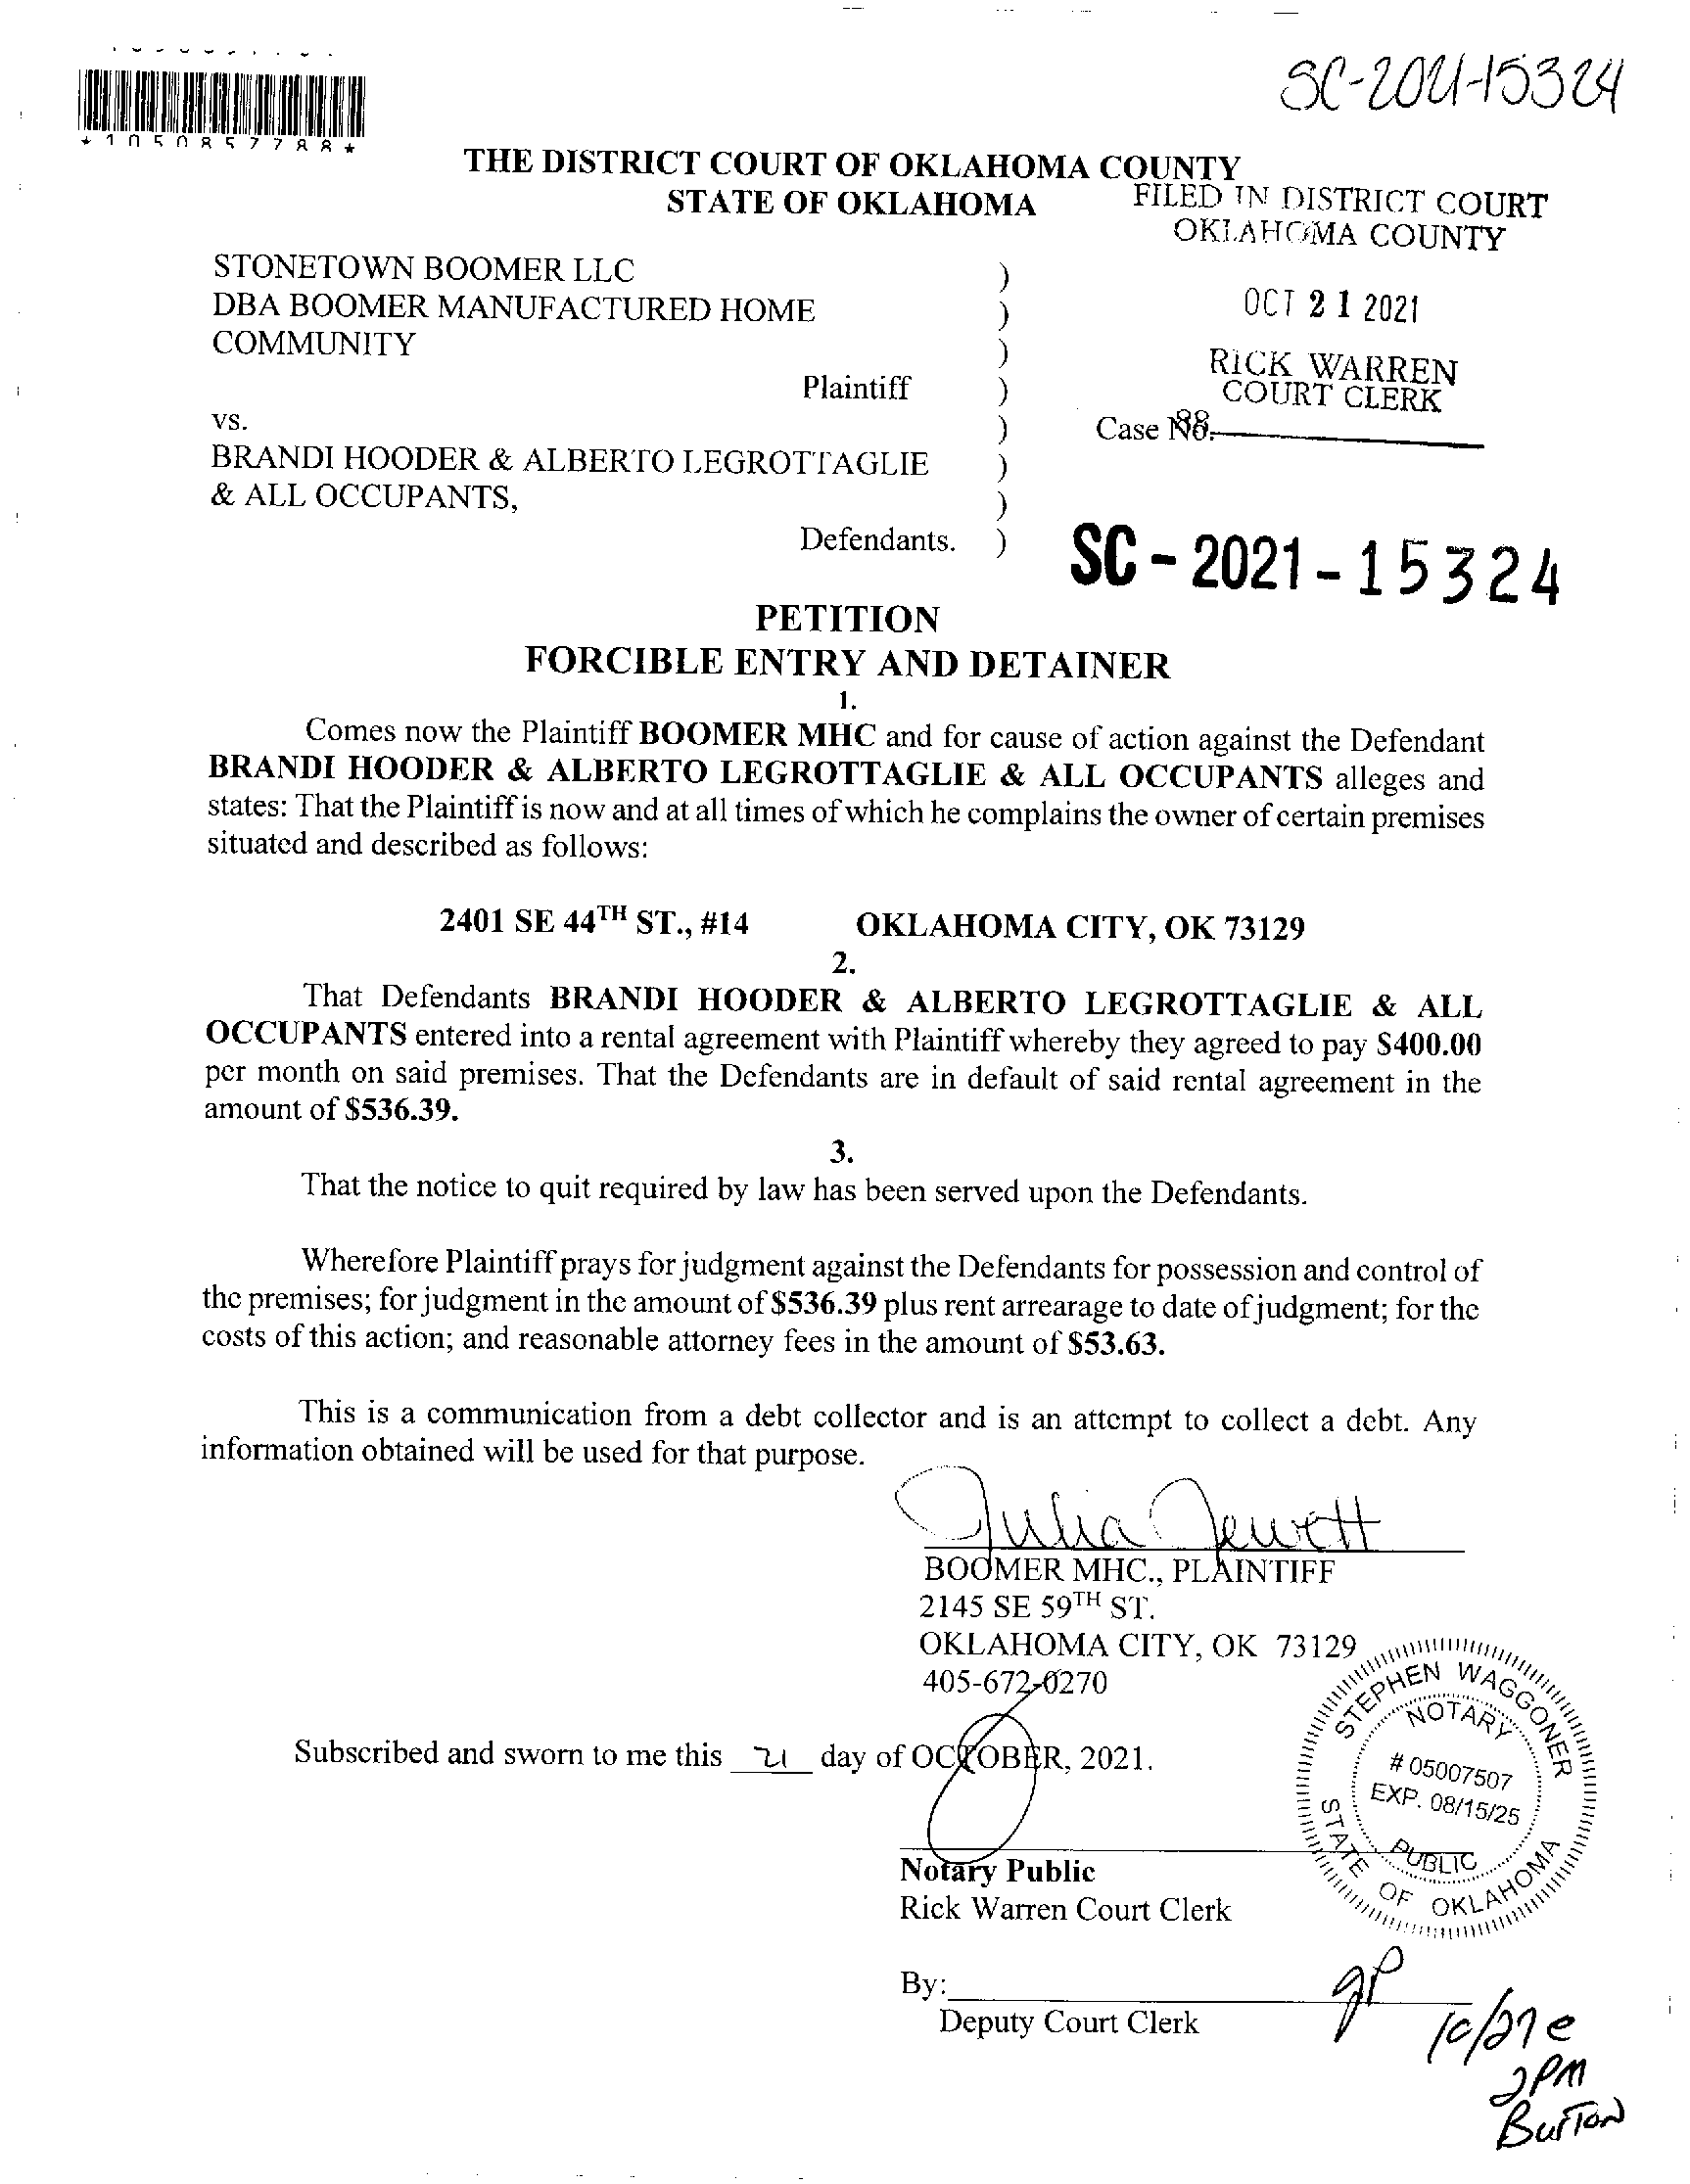 SC-2021-15324
*1050857788*
THE DISTRICT COURT OF OKLAHOMA COUNTY
STATE OF OKLAHOMA
FILED IN DISTRICT COURT
OKLAHOMA COUNTY
STONETOWN BOOMER LLC )
DBA BOOMER MANUFACTURED HOME )
OCT 21 2021
COMMUNITY )
RICK WARREN
COURT CLERK
Plaintiff )
vs. )
Case No.
88
BRANDI HOODER & ALBERTO LEGROTTAGLIE )
& ALL OCCUPANTS, )
Defendants. )
SC-2021-15324
PETITION
FORCIBLE ENTRY AND DETAINER
1.
Comes now the Plaintiff BOOMER MHC and for cause of action against the Defendant
BRANDI HOODER & ALBERTO LEGROTTAGLIE & ALL OCCUPANTS alleges and
states: That the Plaintiff is now and at all times of which he complains the owner of certain premises
situated and described as follows:
2401 SE 44TH ST., #14 OKLAHOMA CITY, OK 73129
2.
That Defendants BRANDI HOODER & ALBERTO LEGROTTAGLIE & ALL
OCCUPANTS entered into a rental agreement with Plaintiff whereby they agreed to pay $400.00
per month on said premises. That the Defendants are in default of said rental agreement in the
amount of $536.39.
3.
That the notice to quit required by law has been served upon the Defendants.
Wherefore Plaintiff prays for judgment against the Defendants for possession and control of
the premises; for judgment in the amount of $536.39 plus rent arrearage to date of judgment; for the
costs of this action; and reasonable attorney fees in the amount of $53.63.
This is a communication from a debt collector and is an attempt to collect a debt. Any
information obtained will be used for that purpose.
Julia Jewett
BOOMER MHC., PLAINTIFF
2145 SE 59TH ST.
OKLAHOMA CITY, OK 73129
405-672-0270
Subscribed and sworn to me this 21 day of OCTOBER, 2021.
STEPHEN WAGGONER
NOTARY
# 05007507
EXP. 08/15/25
PUBLIC
STATE OF OKLAHOMA
Notary Public
Rick Warren Court Clerk
By:
Deputy Court Clerk
10/27 e
2PM
Burton